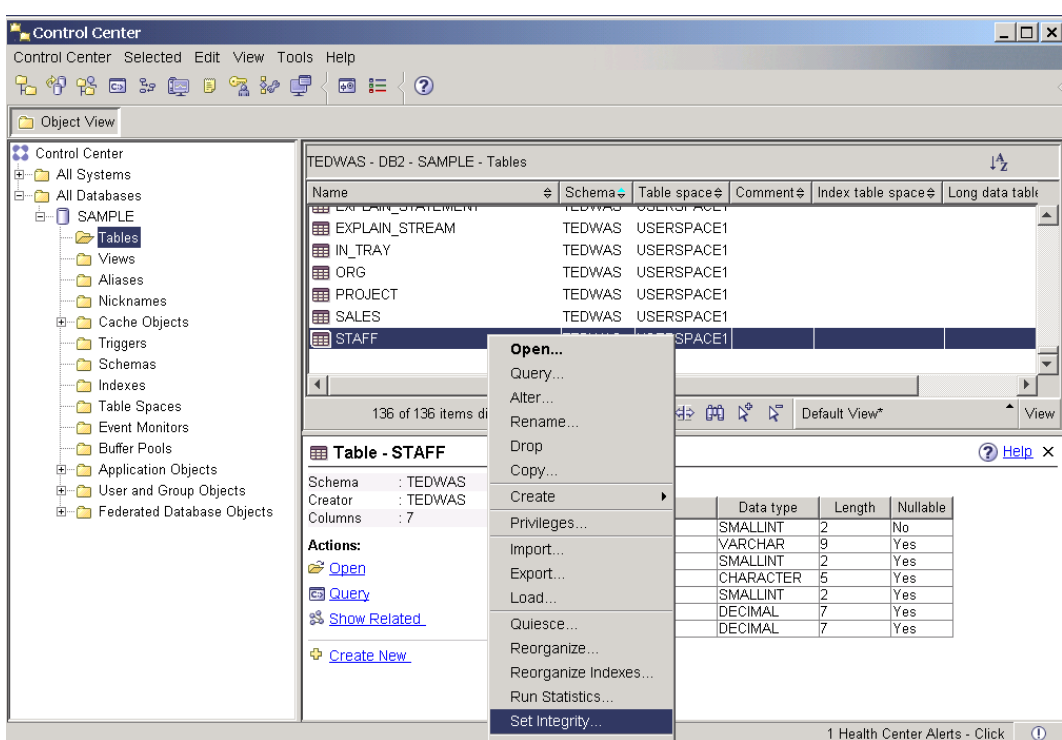 Control Center
Control Center Selected Edit View Tools Help
Object View
Control Center
All Systems
All Databases
SAMPLE
Tables
Views
Aliases
Nicknames
Cache Objects
Triggers
Schemas
Indexes
Table Spaces
Event Monitors
Buffer Pools
Application Objects
User and Group Objects
Federated Database Objects
TEDWAS - DB2 - SAMPLE - Tables
Name Schema Table space Comment Index table space Long data table
EXPLAIN_STATEMENT TEDWAS USERSPACE1
EXPLAIN_STREAM TEDWAS USERSPACE1
IN_TRAY TEDWAS USERSPACE1
ORG TEDWAS USERSPACE1
PROJECT TEDWAS USERSPACE1
SALES TEDWAS USERSPACE1
STAFF TEDWAS USERSPACE1
136 of 136 items di
Default View* View
Open...
Query...
Alter...
Rename...
Drop
Copy...
Create
Privileges...
Import...
Export...
Load...
Quiesce...
Reorganize...
Reorganize Indexes...
Run Statistics...
Set Integrity...
Table - STAFF
Help
Schema : TEDWAS
Creator : TEDWAS
Columns : 7
Actions:
Open
Query
Show Related
Create New
Data type Length Nullable
SMALLINT 2 No
VARCHAR 9 Yes
SMALLINT 2 Yes
CHARACTER 5 Yes
SMALLINT 2 Yes
DECIMAL 7 Yes
DECIMAL 7 Yes
1 Health Center Alerts - Click